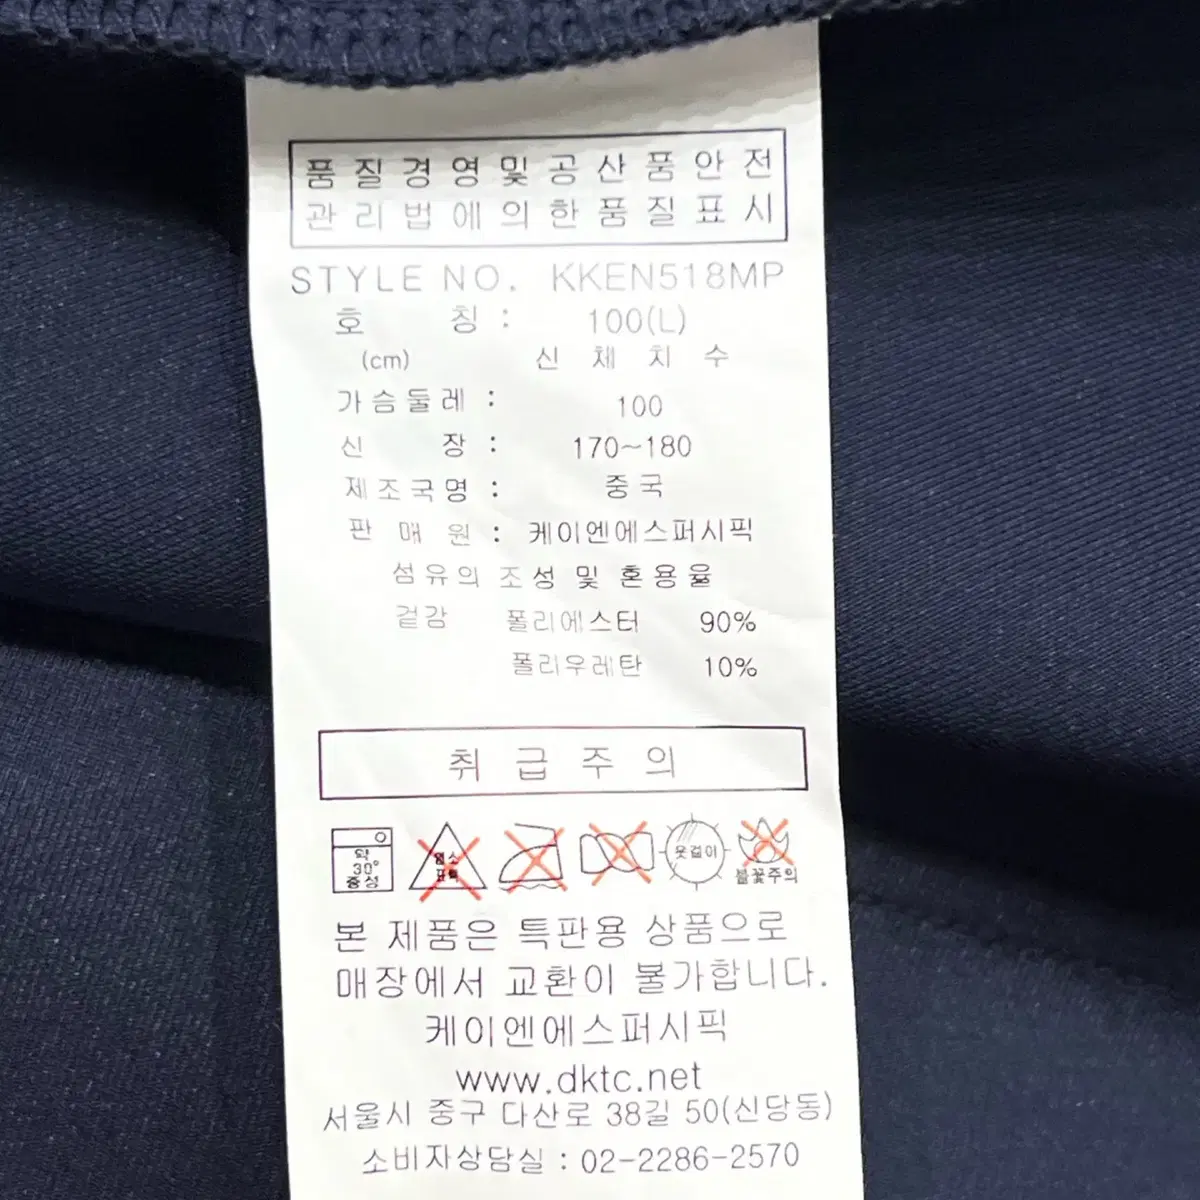 품질경영및공산품안전
관리법에의한품질표시
STYLE NO. KKEN518MP
호 칭 : 100(L)
(cm) 신 체 치 수
가슴둘레 : 100
신 장 : 170~180
제조국명 : 중국
판 매 원 : 케이엔에스퍼시픽
섬유의 조성 및 혼용율
겉감 폴리에스터 90%
폴리우레탄 10%
취급주의
약
30°
중성
염소
표백
옷걸이
불꽃주의
본 제품은 특판용 상품으로
매장에서 교환이 불가합니다.
케이엔에스퍼시픽
www.dktc.net
서울시 중구 다산로 38길 50(신당동)
소비자상담실 : 02-2286-2570